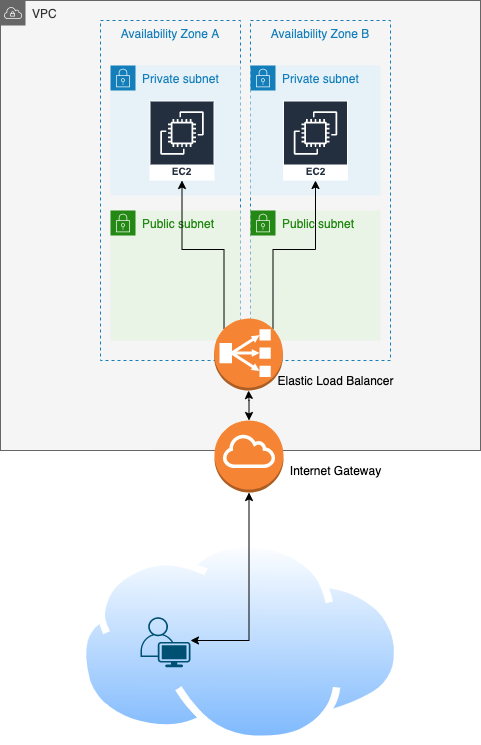 VPC
Availability Zone A
Availability Zone B
Private subnet
Private subnet
EC2
EC2
Public subnet
Public subnet
Elastic Load Balancer
Internet Gateway